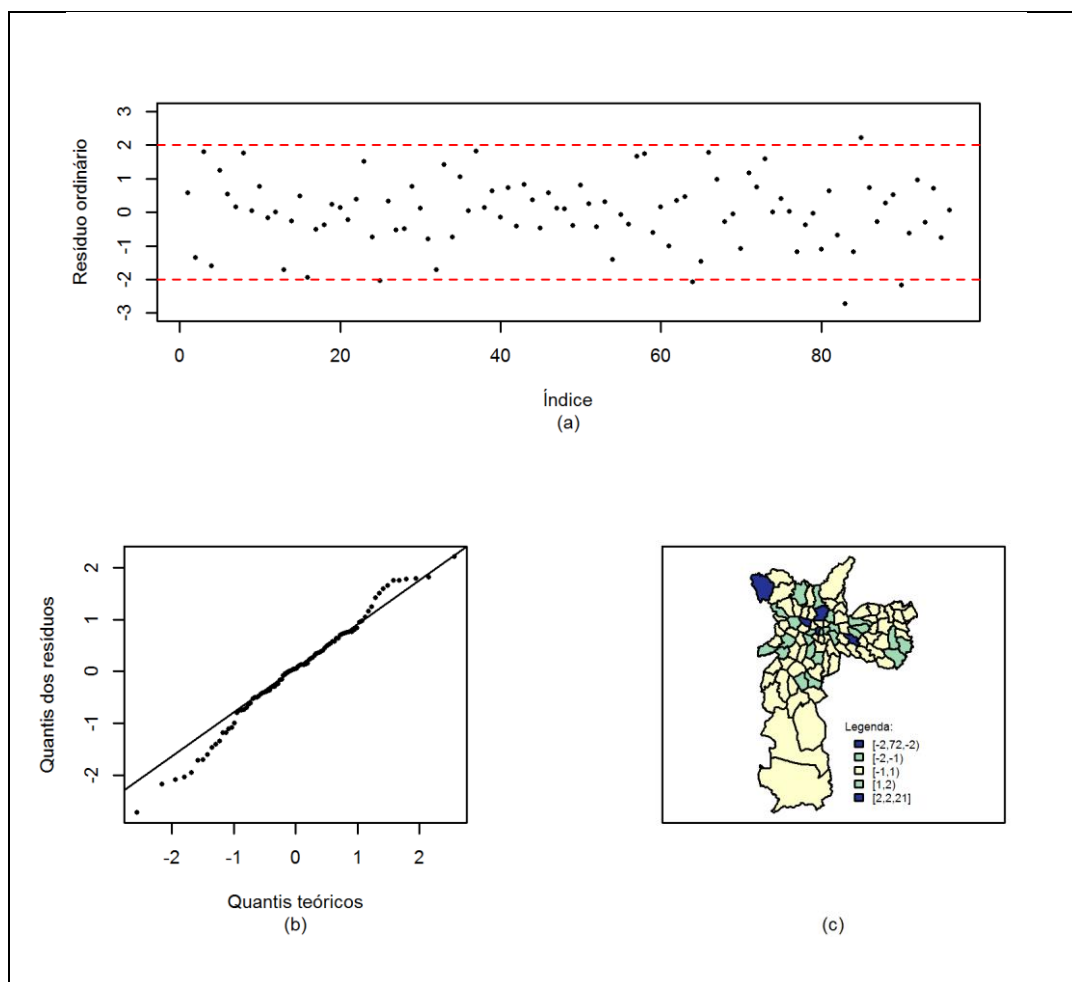 Resíduo ordinário
3
2
1
0
-1
-2
-3
0 20 40 60 80
Índice
(a)
Quantis dos resíduos
2
1
0
-1
-2
-2 -1 0 1 2
Quantis teóricos
(b)
Legenda:
[-2,72,-2)
[-2,-1)
[-1,1)
[1,2)
[2,2,21]
(c)